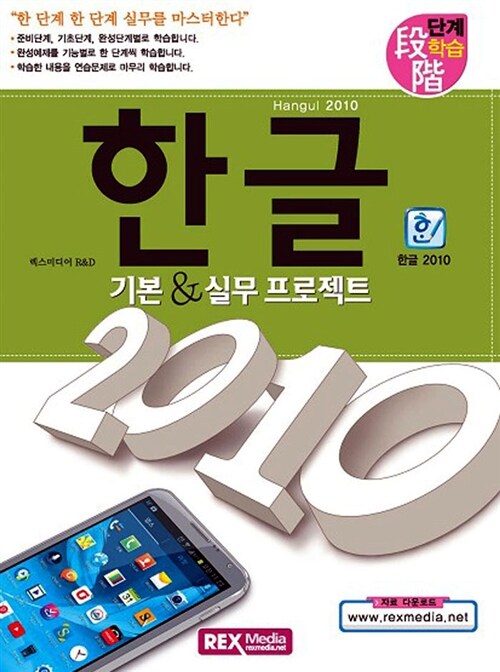 “한 단계 한 단계 실무를 마스터한다”
• 준비단계, 기초단계, 완성단계별로 학습합니다.
• 완성예제를 기능별로 한 단계씩 학습합니다.
• 학습한 내용을 연습문제로 마무리 학습합니다.
段階
단계
학습
Hangul 2010
한글
한
한글 2010
렉스미디어 R&D
기본 & 실무 프로젝트
2010
자료 다운로드
www.rexmedia.net
REX Media
rexmedia.net